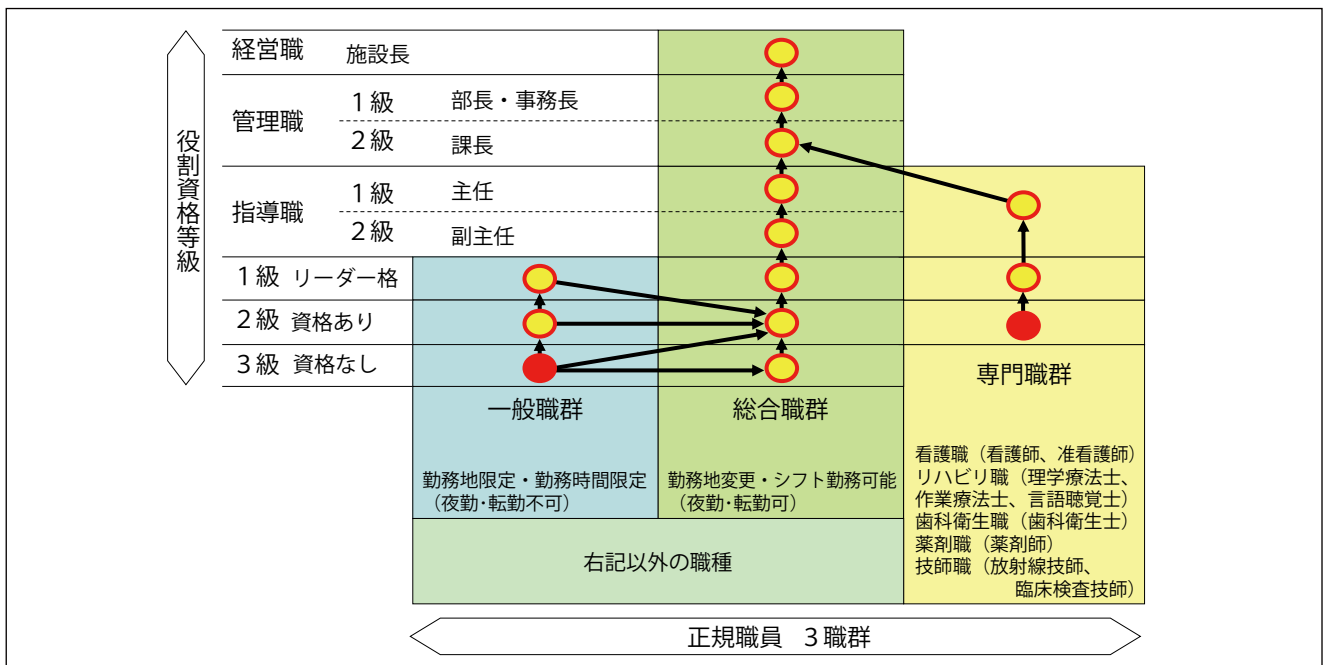 役割資格等級
経営職 施設長
管理職 1級 部長・事務長
2級 課長
指導職 1級 主任
2級 副主任
1級 リーダー格
2級 資格あり
3級 資格なし
一般職群
勤務地限定・勤務時間限定
（夜勤・転勤不可）
総合職群
勤務地変更・シフト勤務可能
（夜勤・転勤可）
右記以外の職種
専門職群
看護職（看護師、准看護師）
リハビリ職（理学療法士、
作業療法士、言語聴覚士）
歯科衛生職（歯科衛生士）
薬剤職（薬剤師）
技師職（放射線技師、
臨床検査技師）
正規職員 3職群